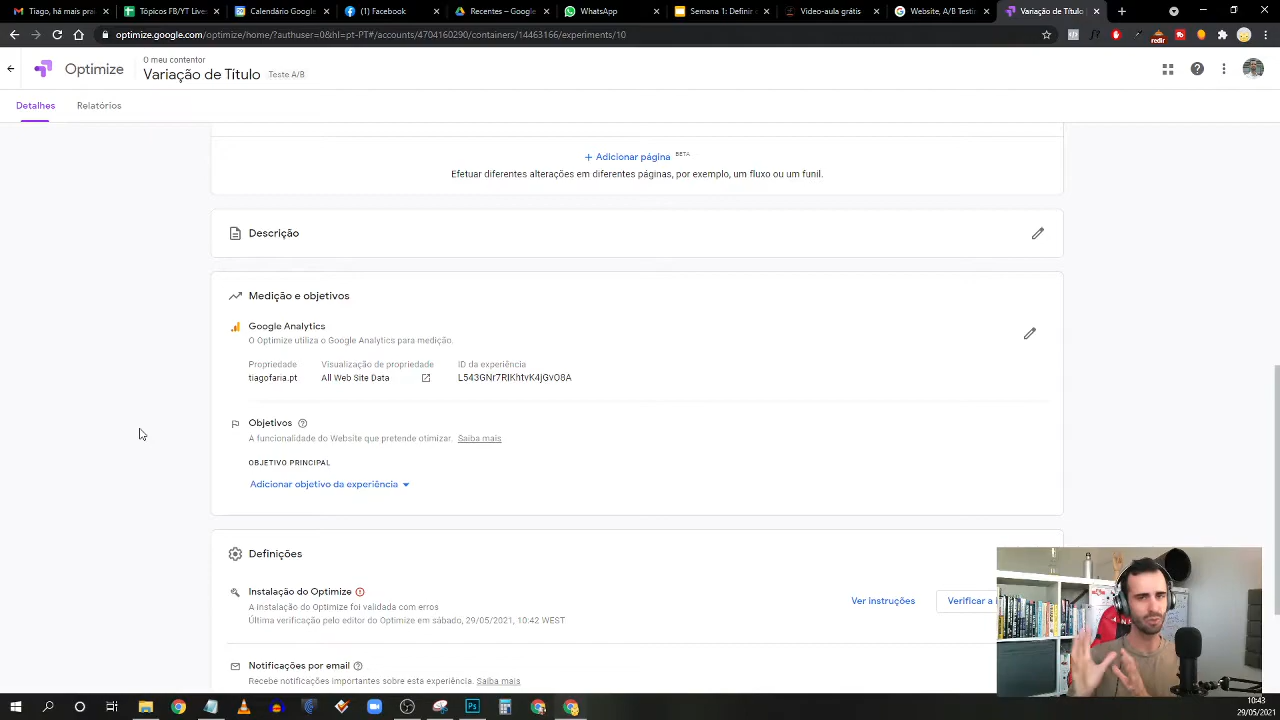 Tiago, há mais pra
Tópicos FB/YT Lives
Calendário Google
(1) Facebook
Recentes – Google
WhatsApp
Semana 1: Definir
Video-aula grátis
Website, A/B Testin
Variação de Título
optimize.google.com/optimize/home/?authuser=0&hl=pt-PT#/accounts/4704160290/containers/14463166/experiments/10
redir
Optimize
O meu contentor
Variação de Título Teste A/B
Detalhes Relatórios
+ Adicionar página BETA
Efetuar diferentes alterações em diferentes páginas, por exemplo, um fluxo ou um funil.
Descrição
Medição e objetivos
Google Analytics
O Optimize utiliza o Google Analytics para medição.
Propriedade Visualização de propriedade ID da experiência
tiagofaria.pt All Web Site Data L543GNr7RIKhtvK4jGvO8A
Objetivos
A funcionalidade do Website que pretende otimizar. Saiba mais
OBJETIVO PRINCIPAL
Adicionar objetivo da experiência
Definições
Instalação do Optimize
A instalação do Optimize foi validada com erros
Última verificação pelo editor do Optimize em sábado, 29/05/2021, 10:42 WEST
Ver instruções
Verificar a
Notificações por email
Recebe notificações importantes sobre esta experiência. Saiba mais
10:43
29/05/2021